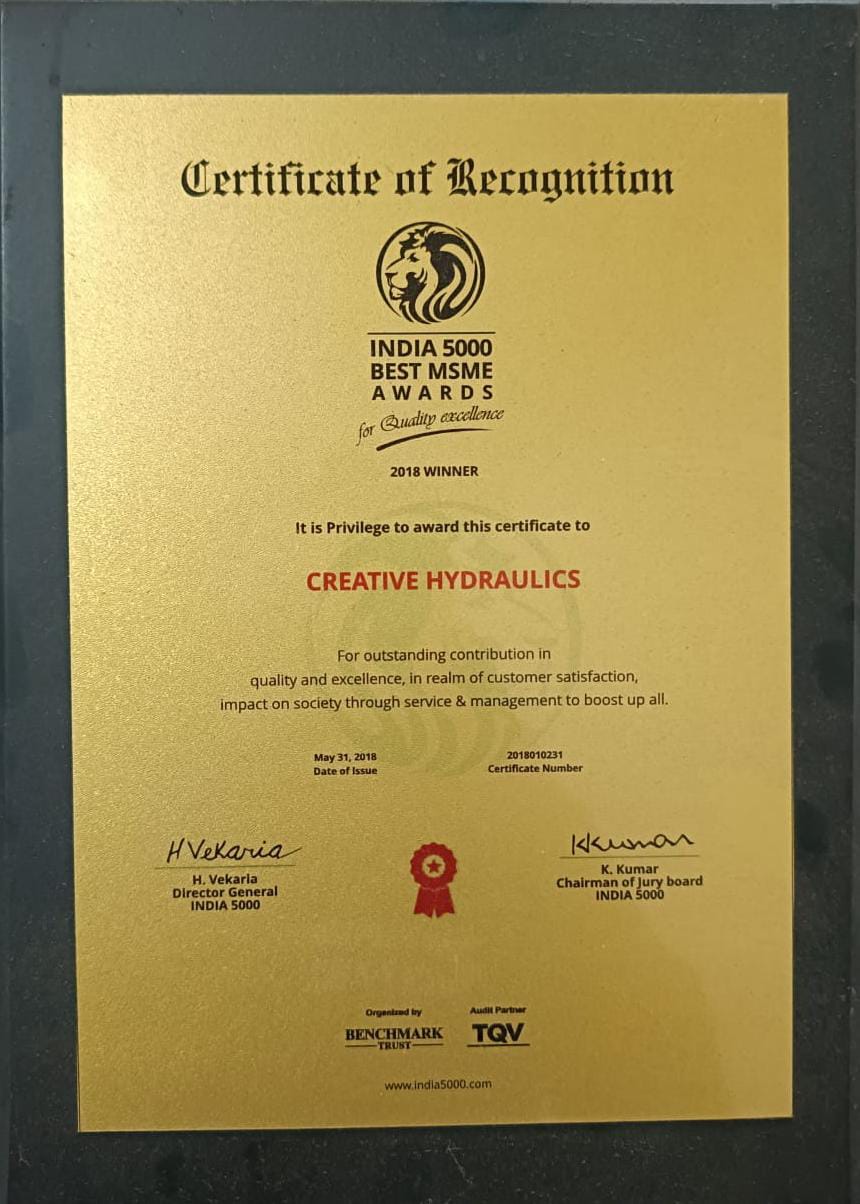 Certificate of Recognition
INDIA 5000
BEST MSME
AWARDS
for Quality excellence
2018 WINNER
It is Privilege to award this certificate to
CREATIVE HYDRAULICS
For outstanding contribution in
quality and excellence, in realm of customer satisfaction,
impact on society through service & management to boost up all.
May 31, 2018
Date of Issue
2018010231
Certificate Number
H Vekaria
H. Vekaria
Director General
INDIA 5000
KKumar
K. Kumar
Chairman of Jury board
INDIA 5000
Organized by
BENCHMARK
TRUST
Audit Partner
TQV
www.india5000.com